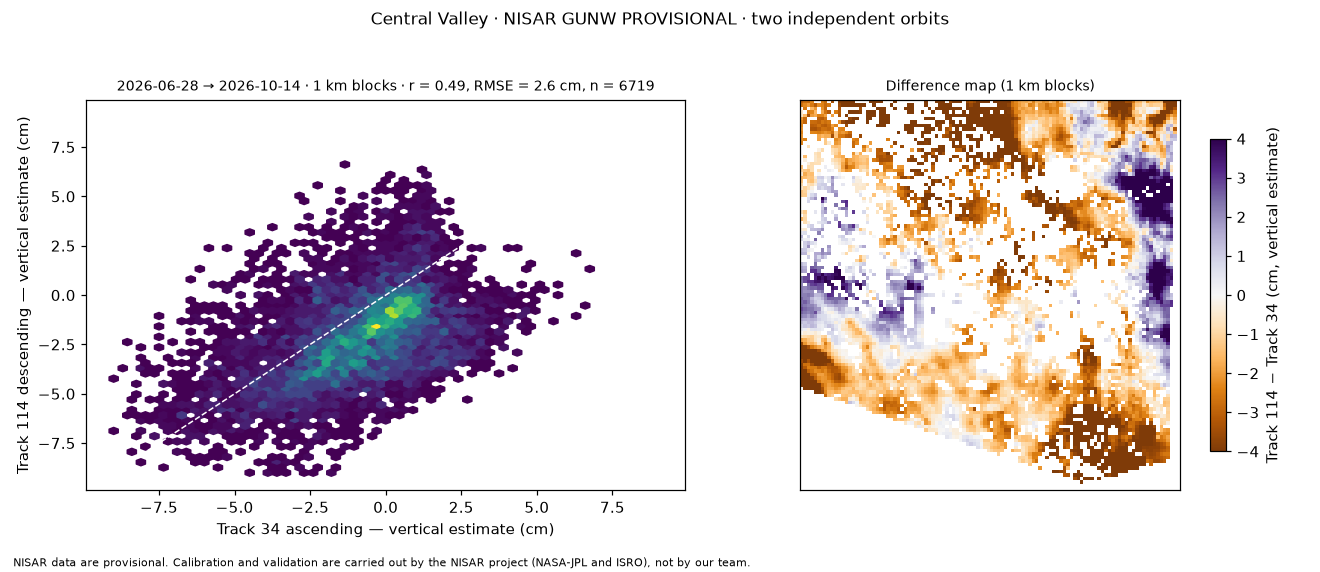 Central Valley · NISAR GUNW PROVISIONAL · two independent orbits
2026-06-28 → 2026-10-14 · 1 km blocks · r = 0.49, RMSE = 2.6 cm, n = 6719
Track 114 descending — vertical estimate (cm)
7.5
5.0
2.5
0.0
−2.5
−5.0
−7.5
−7.5 −5.0 −2.5 0.0 2.5 5.0 7.5
Track 34 ascending — vertical estimate (cm)
Difference map (1 km blocks)
4
3
2
1
0
−1
−2
−3
−4
Track 114 − Track 34 (cm, vertical estimate)
NISAR data are provisional. Calibration and validation are carried out by the NISAR project (NASA-JPL and ISRO), not by our team.